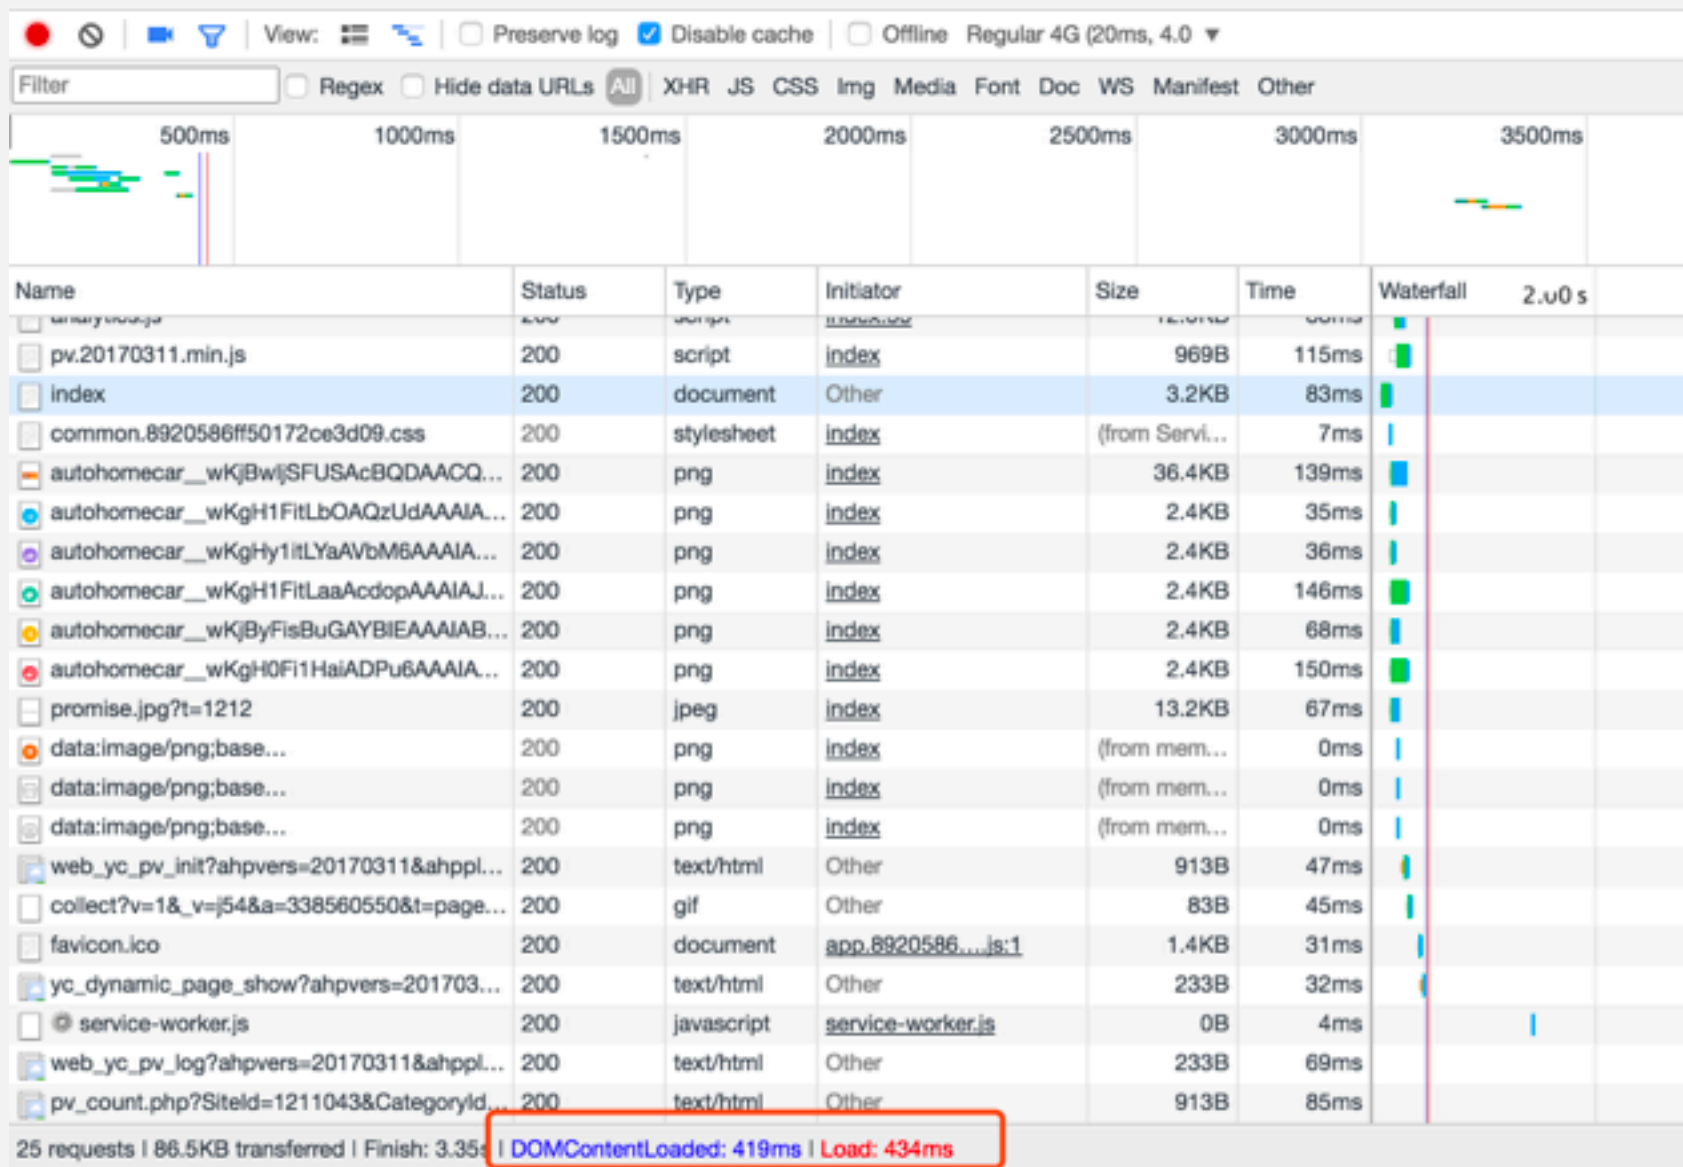 View: Preserve log Disable cache Offline Regular 4G (20ms, 4.0 ▼
Filter Regex Hide data URLs All XHR JS CSS Img Media Font Doc WS Manifest Other
500ms 1000ms 1500ms 2000ms 2500ms 3000ms 3500ms
Name Status Type Initiator Size Time Waterfall 2.00 s
analytics.js 200 script
pv.20170311.min.js 200 script index 969B 115ms
index 200 document Other 3.2KB 83ms
common.8920586ff50172ce3d09.css 200 stylesheet index (from Servi... 7ms
autohomecar__wKjBwljSFUSAcBQDAACQ... 200 png index 36.4KB 139ms
autohomecar__wKgH1FitLbOAQzUdAAAIA... 200 png index 2.4KB 35ms
autohomecar__wKgHy1itLYaAVbM6AAAIA... 200 png index 2.4KB 36ms
autohomecar__wKgH1FitLaaAcdopAAAIAJ... 200 png index 2.4KB 146ms
autohomecar__wKjByFisBuGAYBIEAAAIAB... 200 png index 2.4KB 68ms
autohomecar__wKgH0Fi1HaiADPu6AAAIA... 200 png index 2.4KB 150ms
promise.jpg?t=1212 200 jpeg index 13.2KB 67ms
data:image/png;base... 200 png index (from mem... 0ms
data:image/png;base... 200 png index (from mem... 0ms
data:image/png;base... 200 png index (from mem... 0ms
web_yc_pv_init?ahpvers=20170311&ahppl... 200 text/html Other 913B 47ms
collect?v=1&_v=j54&a=338560550&t=page... 200 gif Other 83B 45ms
favicon.ico 200 document app.8920586....js:1 1.4KB 31ms
yc_dynamic_page_show?ahpvers=201703... 200 text/html Other 233B 32ms
service-worker.js 200 javascript service-worker.js 0B 4ms
web_yc_pv_log?ahpvers=20170311&ahppl... 200 text/html Other 233B 69ms
pv_count.php?SiteId=1211043&CategoryId... 200 text/html Other 913B 85ms
25 requests | 86.5KB transferred | Finish: 3.35s | DOMContentLoaded: 419ms | Load: 434ms